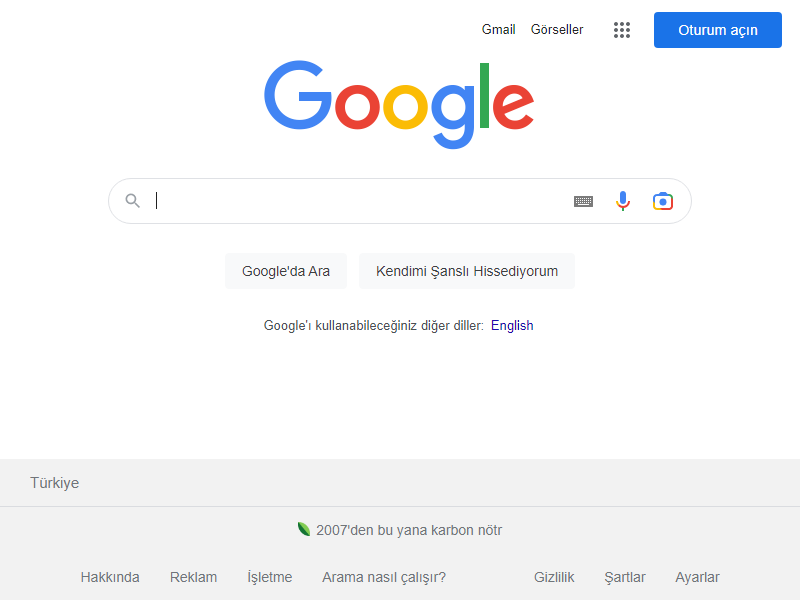 Gmail Görseller Oturum açın
Google
Google'da Ara Kendimi Şanslı Hissediyorum
Google'ı kullanabileceğiniz diğer diller: English
Türkiye
2007'den bu yana karbon nötr
Hakkında Reklam İşletme Arama nasıl çalışır? Gizlilik Şartlar Ayarlar